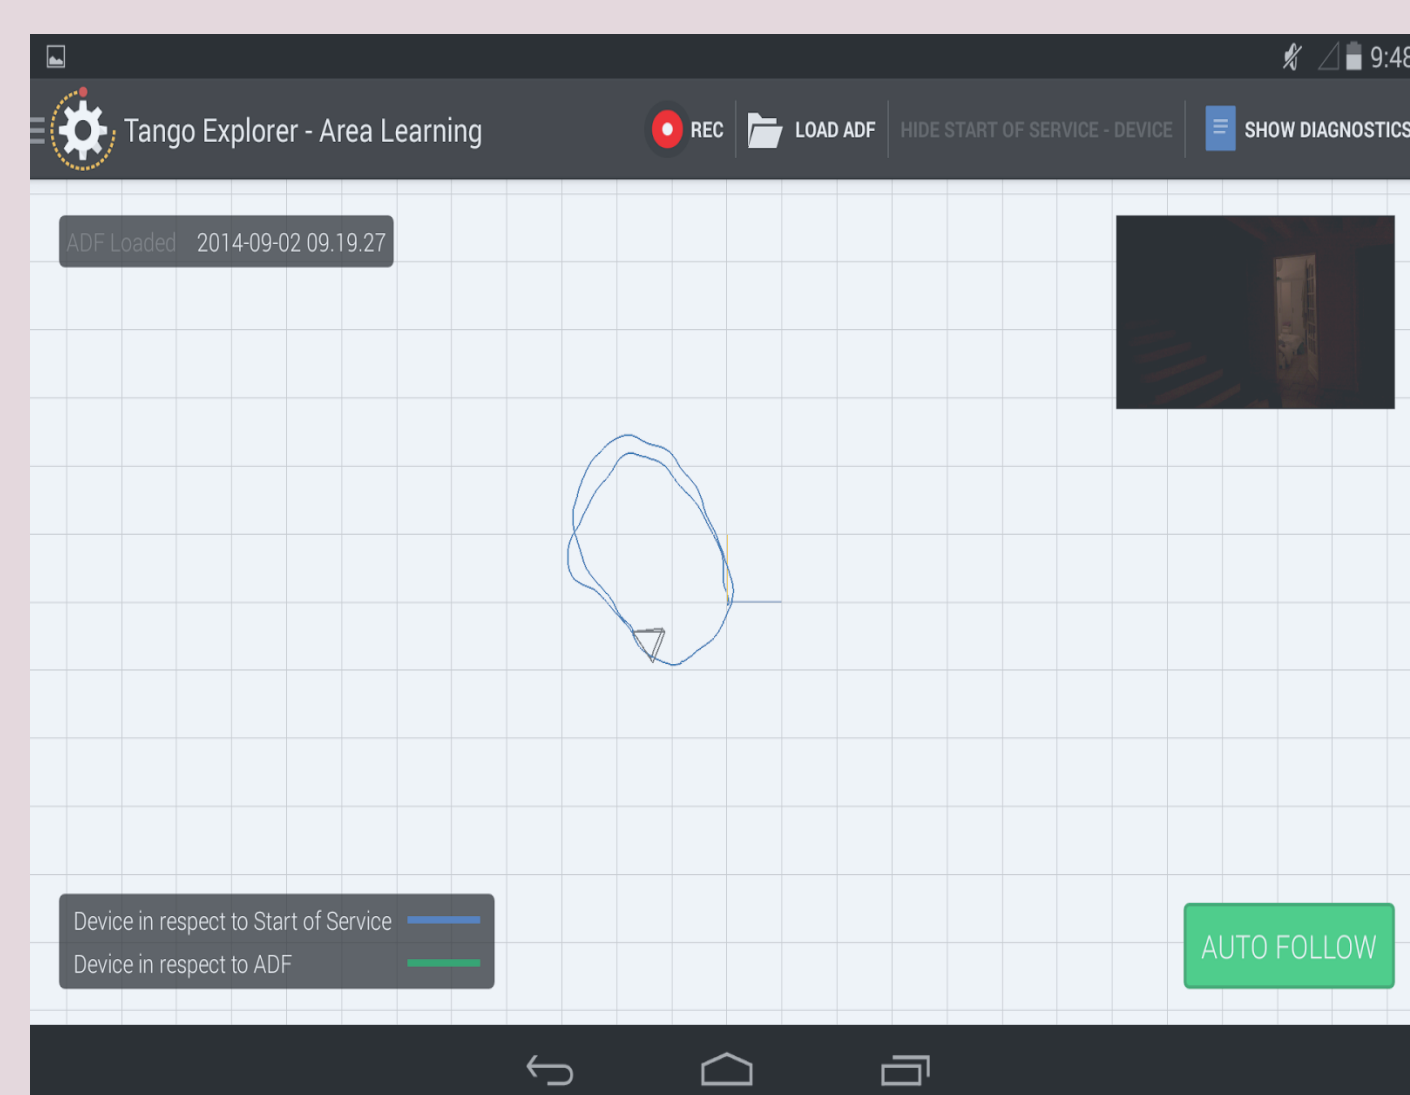 9:48
Tango Explorer - Area Learning
REC
LOAD ADF
HIDE START OF SERVICE - DEVICE
SHOW DIAGNOSTICS
ADF Loaded 2014-09-02 09.19.27
Device in respect to Start of Service
Device in respect to ADF
AUTO FOLLOW